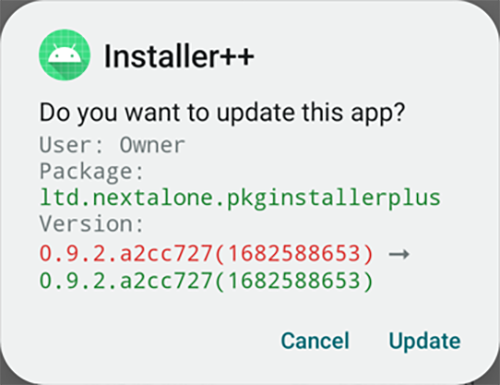 Installer++
Do you want to update this app?
User: Owner
Package:
ltd.nextalone.pkginstallerplus
Version:
0.9.2.a2cc727(1682588653) →
0.9.2.a2cc727(1682588653)
Cancel Update